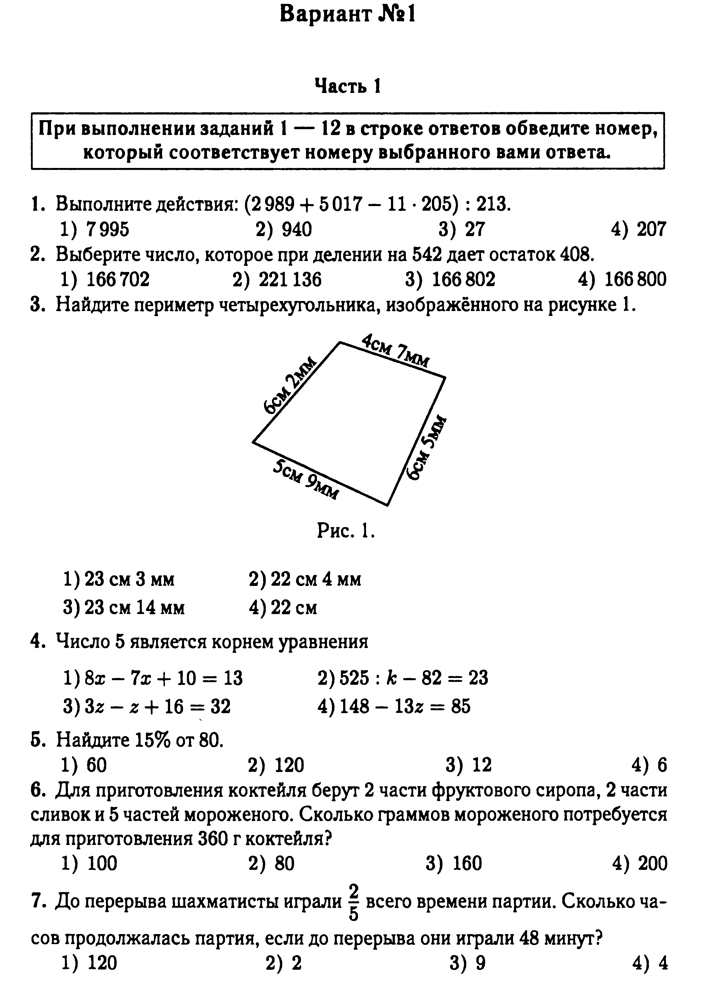 Вариант №1
Часть 1
При выполнении заданий 1 — 12 в строке ответов обведите номер,
который соответствует номеру выбранного вами ответа.
1. Выполните действия: (2 989 + 5 017 − 11 · 205) : 213.
1) 7 995 2) 940 3) 27 4) 207
2. Выберите число, которое при делении на 542 дает остаток 408.
1) 166 702 2) 221 136 3) 166 802 4) 166 800
3. Найдите периметр четырехугольника, изображённого на рисунке 1.
4см 7мм
6см 2мм
6см 5мм
5см 9мм
Рис. 1.
1) 23 см 3 мм 2) 22 см 4 мм
3) 23 см 14 мм 4) 22 см
4. Число 5 является корнем уравнения
1) 8x − 7x + 10 = 13 2) 525 : k − 82 = 23
3) 3z − z + 16 = 32 4) 148 − 13z = 85
5. Найдите 15% от 80.
1) 60 2) 120 3) 12 4) 6
6. Для приготовления коктейля берут 2 части фруктового сиропа, 2 части
сливок и 5 частей мороженого. Сколько граммов мороженого потребуется
для приготовления 360 г коктейля?
1) 100 2) 80 3) 160 4) 200
7. До перерыва шахматисты играли 2/5 всего времени партии. Сколько ча-
сов продолжалась партия, если до перерыва они играли 48 минут?
1) 120 2) 2 3) 9 4) 4